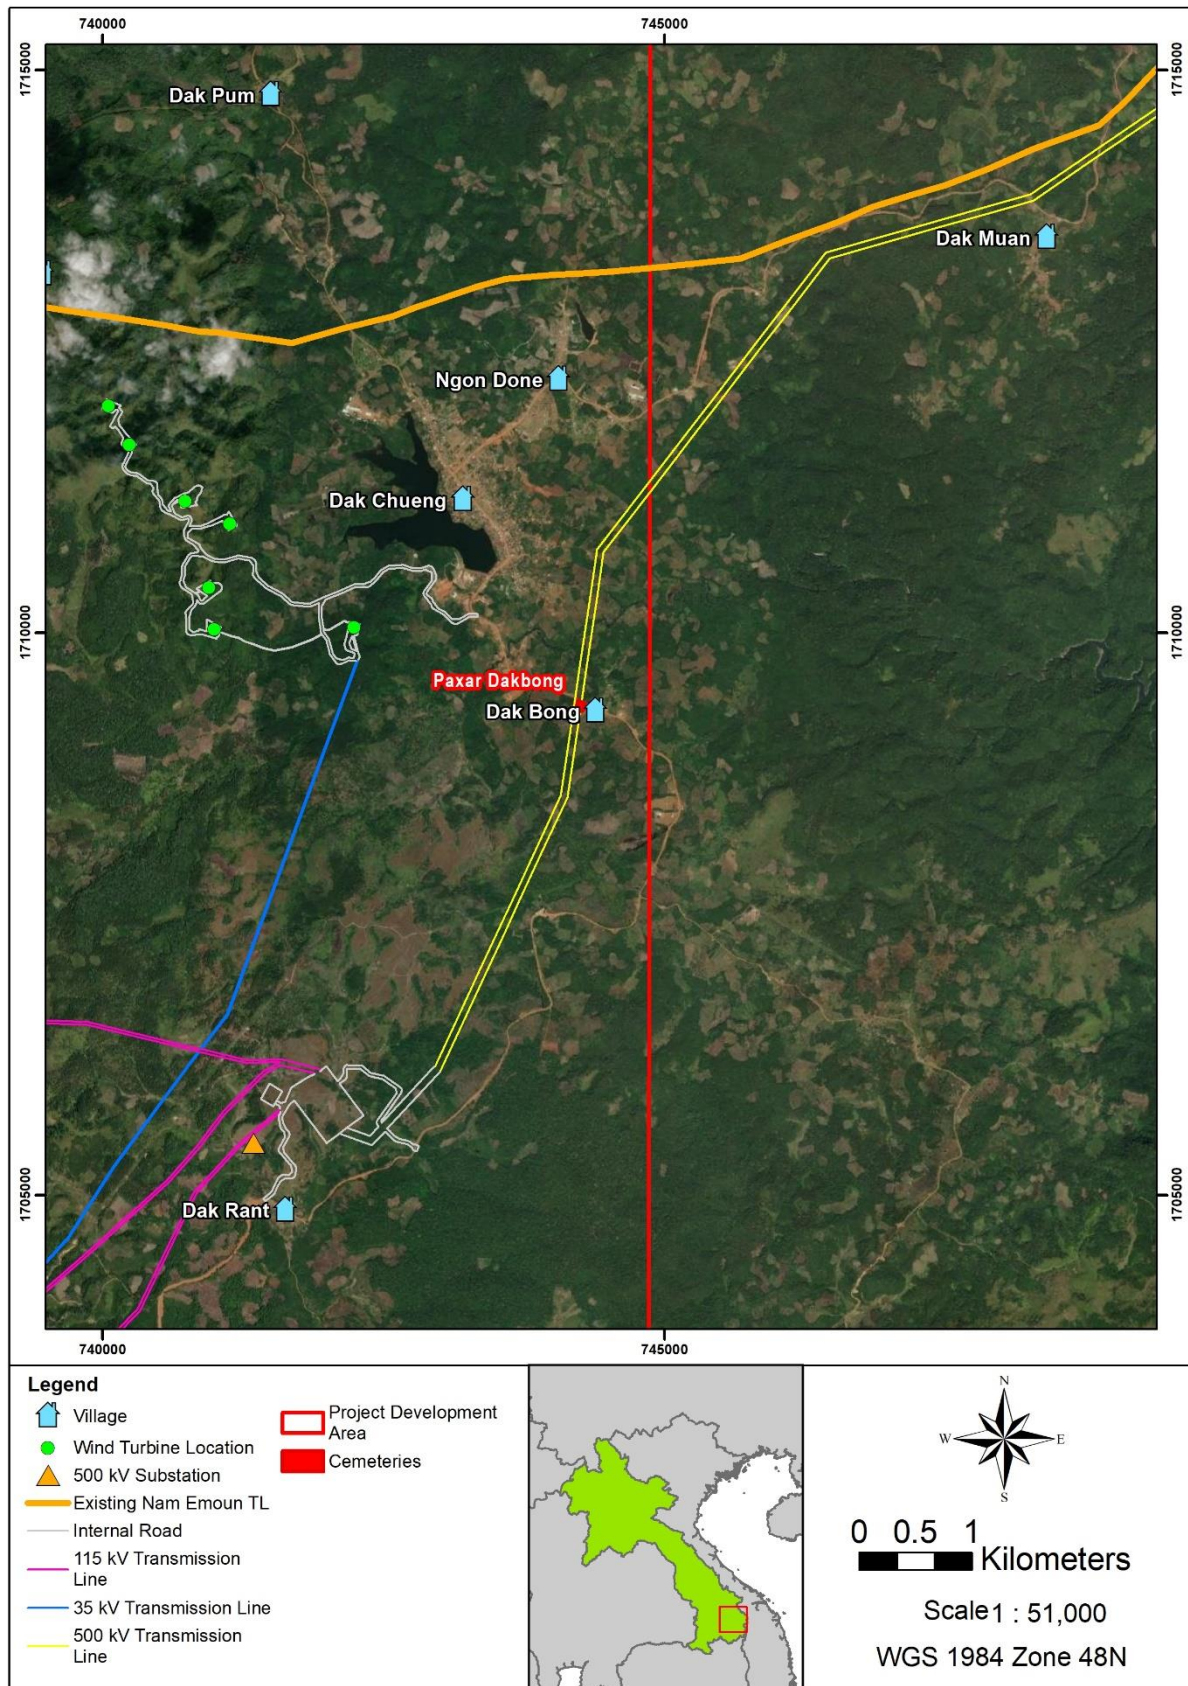 740000
745000
1715000
1715000
Dak Pum
Dak Muan
Ngon Done
Dak Chueng
1710000
1710000
Paxar Dakbong
Dak Bong
1705000
1705000
Dak Rant
740000
745000
Legend
Village
Wind Turbine Location
500 kV Substation
Existing Nam Emoun TL
Internal Road
115 kV Transmission
Line
35 kV Transmission Line
500 kV Transmission
Line
Project Development
Area
Cemeteries
N
W
E
S
0 0.5 1
Kilometers
Scale 1 : 51,000
WGS 1984 Zone 48N